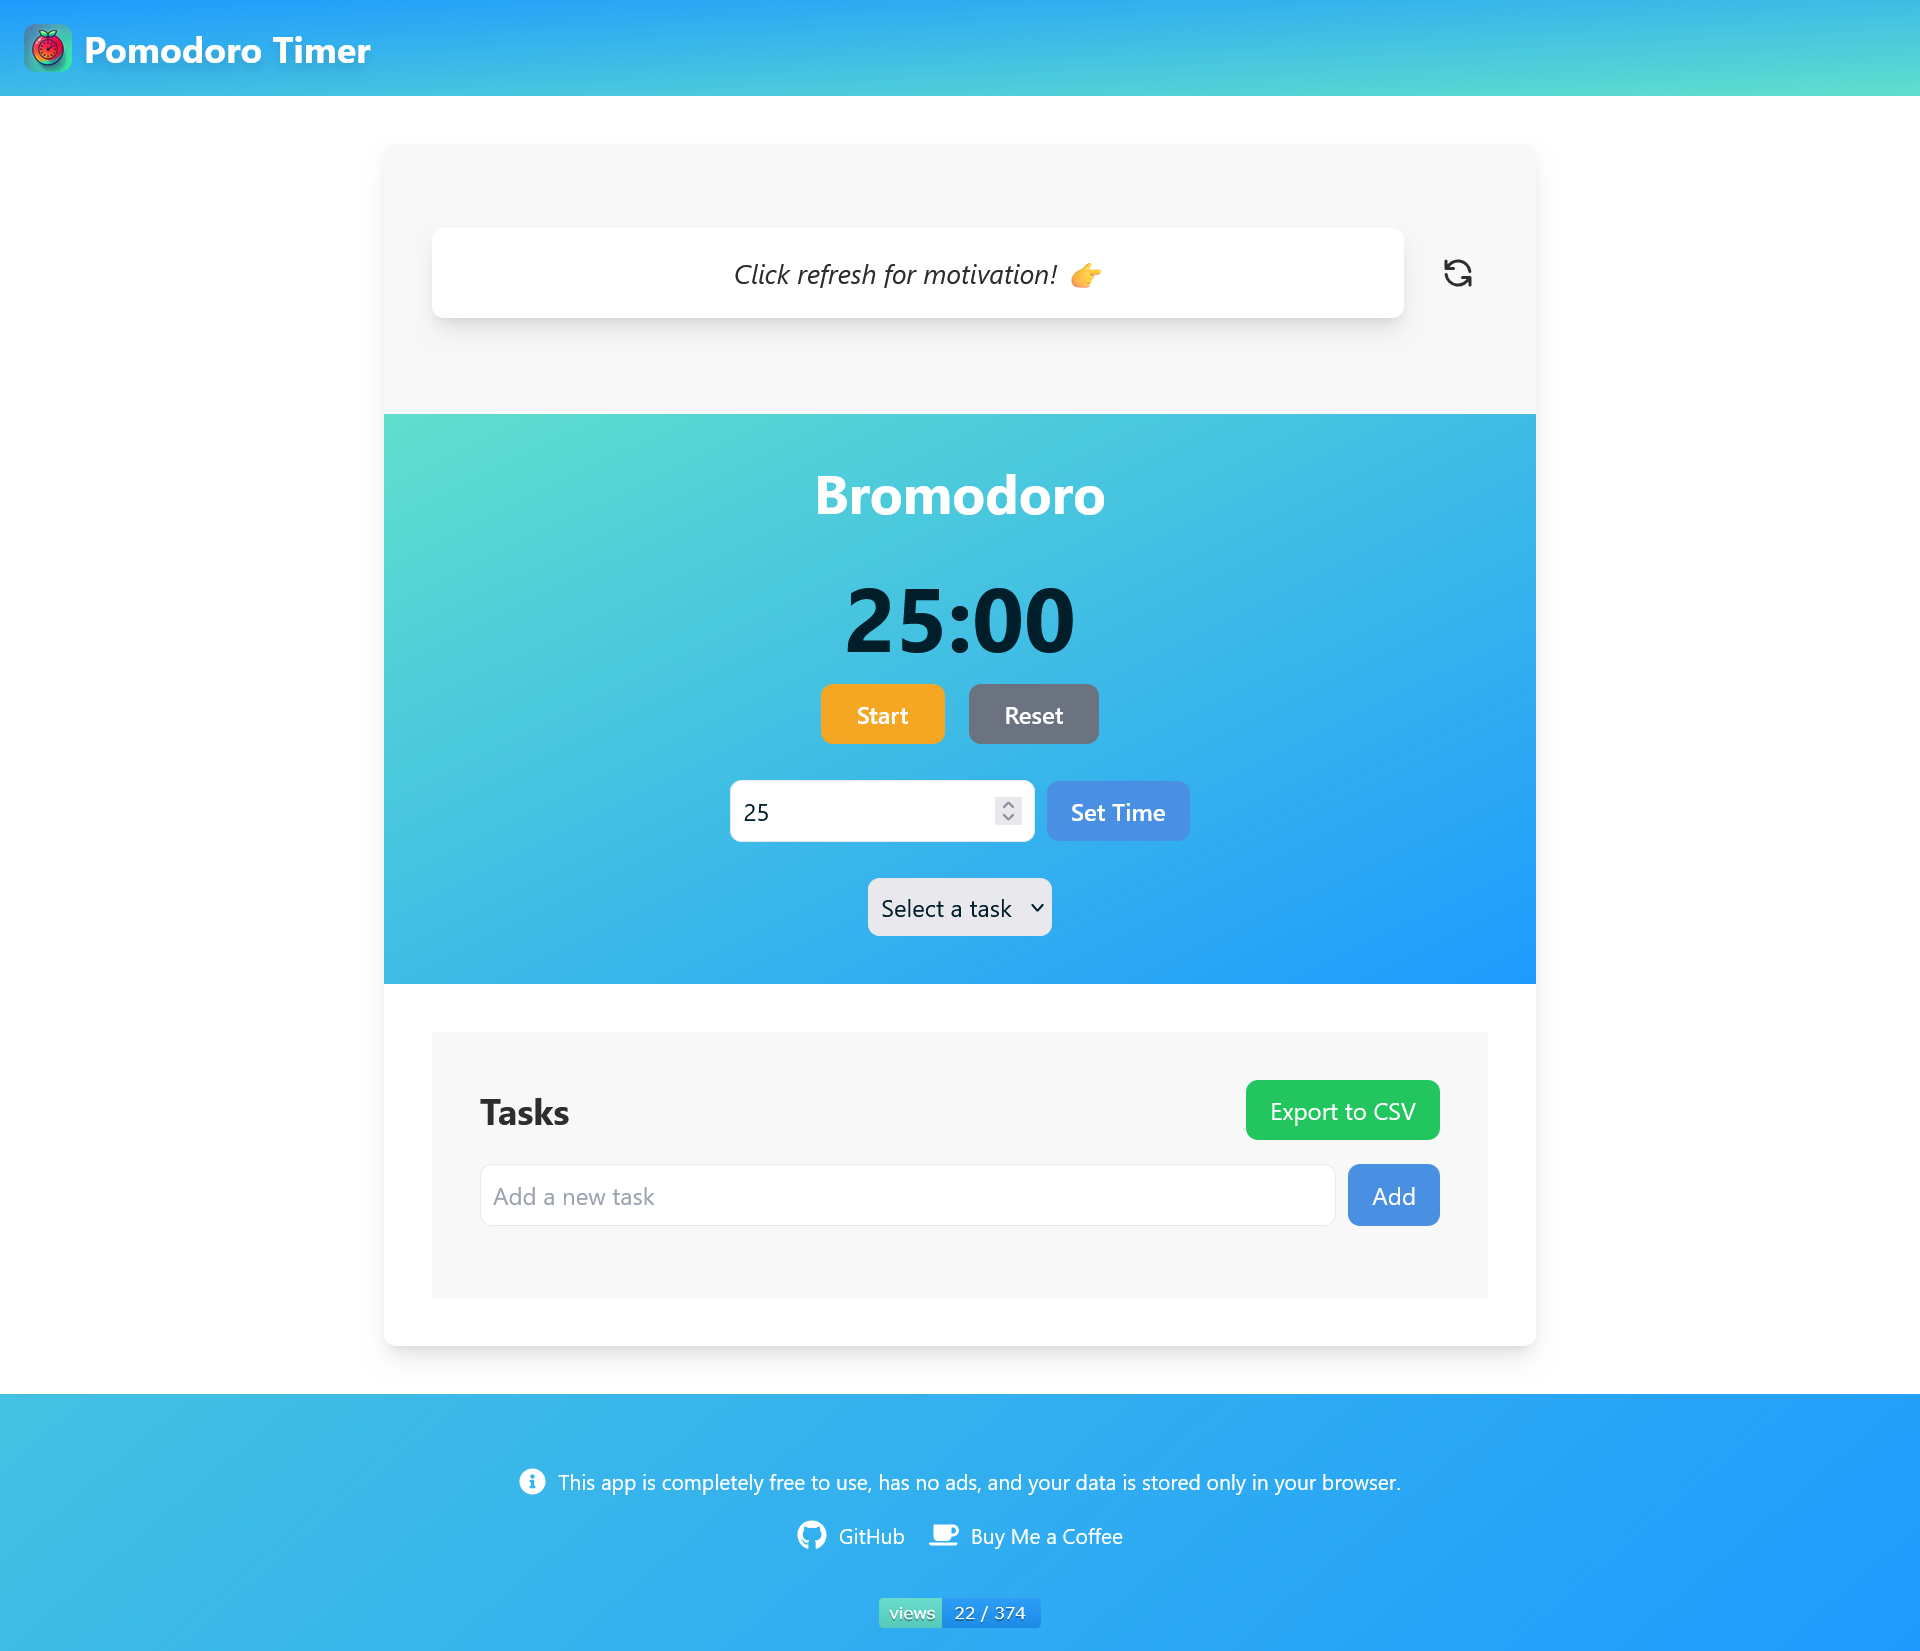 Pomodoro Timer
Click refresh for motivation! 👉
Bromodoro
25:00
Start
Reset
25
Set Time
Select a task
Tasks
Export to CSV
Add a new task
Add
This app is completely free to use, has no ads, and your data is stored only in your browser.
GitHub
Buy Me a Coffee
views 22 / 374